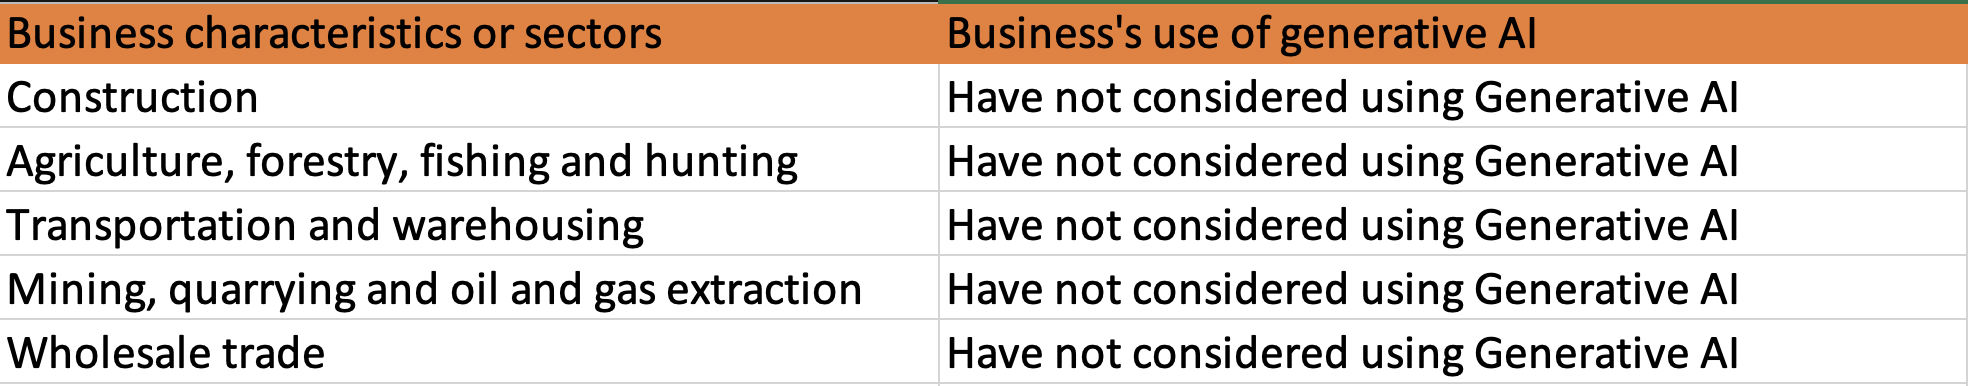 Business characteristics or sectors Business's use of generative AI
Construction Have not considered using Generative AI
Agriculture, forestry, fishing and hunting Have not considered using Generative AI
Transportation and warehousing Have not considered using Generative AI
Mining, quarrying and oil and gas extraction Have not considered using Generative AI
Wholesale trade Have not considered using Generative AI